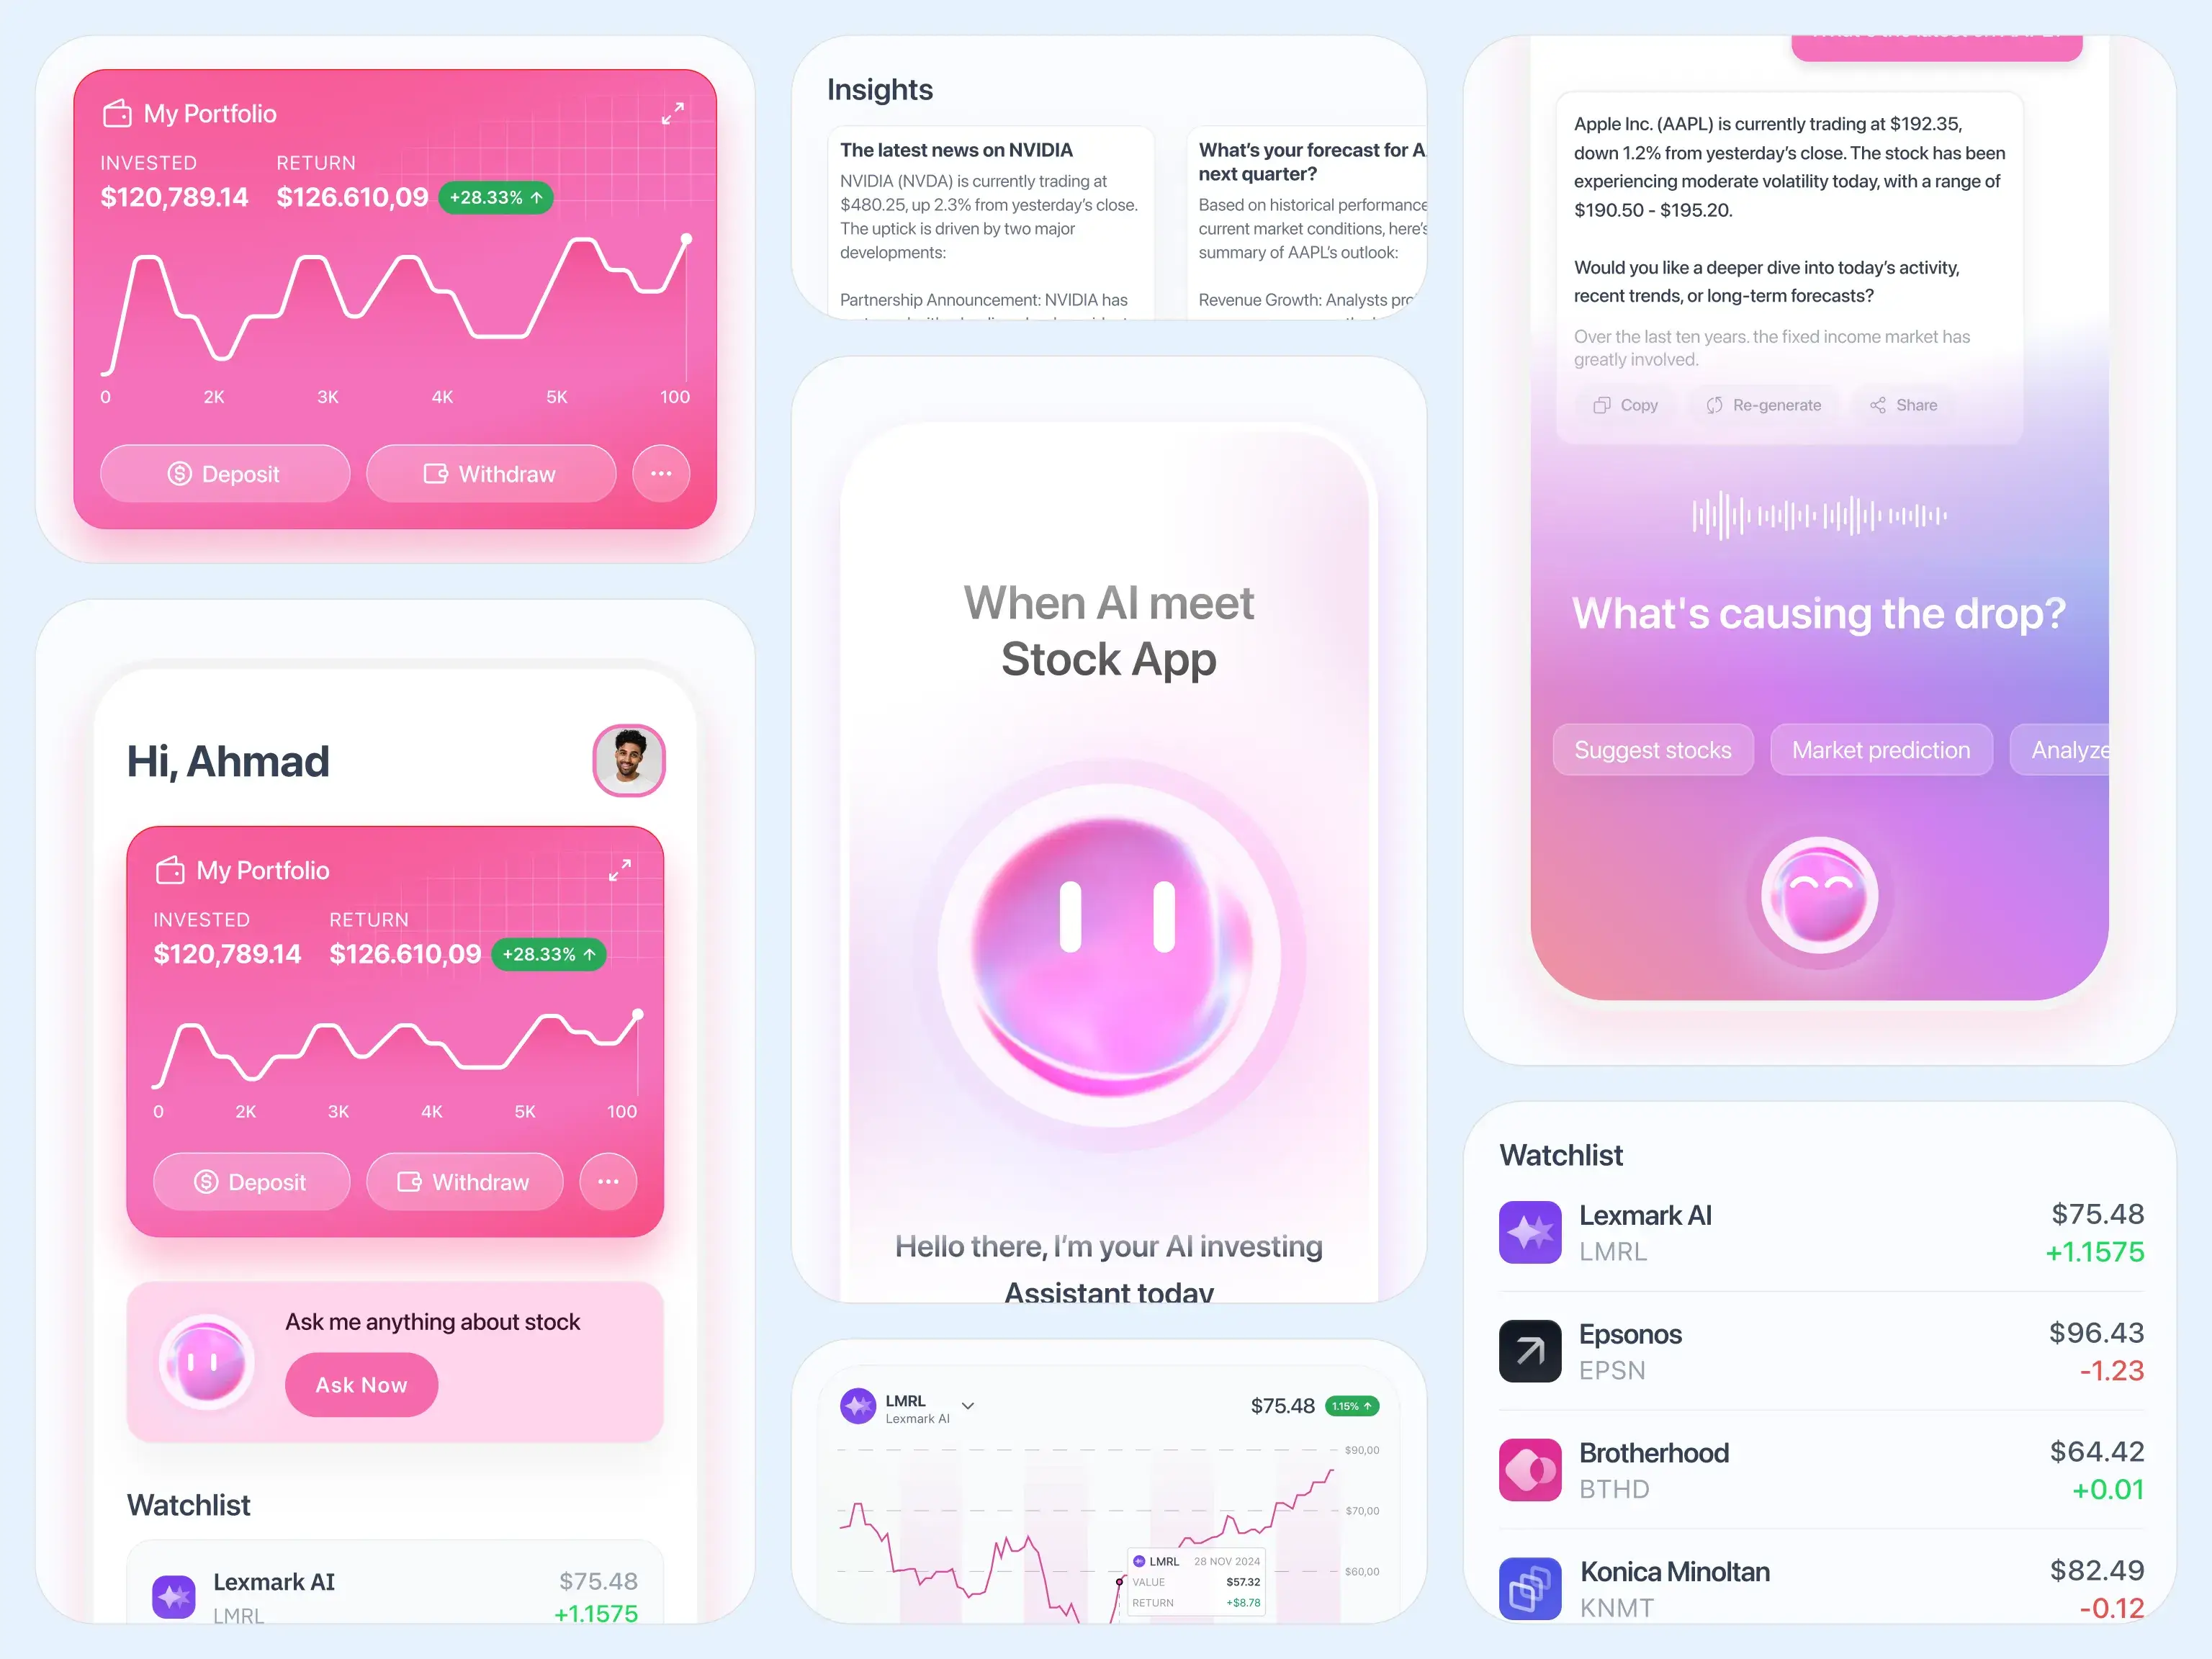 My Portfolio
INVESTED RETURN
$120,789.14 $126.610,09 +28.33%
0 2K 3K 4K 5K 100
Deposit Withdraw
Hi, Ahmad
My Portfolio
INVESTED RETURN
$120,789.14 $126.610,09 +28.33%
0 2K 3K 4K 5K 100
Deposit Withdraw
Ask me anything about stock
Ask Now
Watchlist
Lexmark AI $75.48
LMRL +1.1575
Insights
The latest news on NVIDIA
NVIDIA (NVDA) is currently trading at
$480.25, up 2.3% from yesterday's close.
The uptick is driven by two major
developments:
Partnership Announcement: NVIDIA has
What's your forecast for A
next quarter?
Based on historical performance
current market conditions, here's
summary of AAPL's outlook:
Revenue Growth: Analysts pro
When AI meet
Stock App
Hello there, I'm your AI investing
Assistant today
LMRL $75.48 1.15%
Lexmark AI
$90,00
$70,00
$60,00
LMRL 28 NOV 2024
VALUE $57.32
RETURN +$8.78
Apple Inc. (AAPL) is currently trading at $192.35,
down 1.2% from yesterday's close. The stock has been
experiencing moderate volatility today, with a range of
$190.50 - $195.20.
Would you like a deeper dive into today's activity,
recent trends, or long-term forecasts?
Over the last ten years. the fixed income market has
greatly involved.
Copy Re-generate Share
What's causing the drop?
Suggest stocks Market prediction Analyze
Watchlist
Lexmark AI $75.48
LMRL +1.1575
Epsonos $96.43
EPSN -1.23
Brotherhood $64.42
BTHD +0.01
Konica Minoltan $82.49
KNMT -0.12